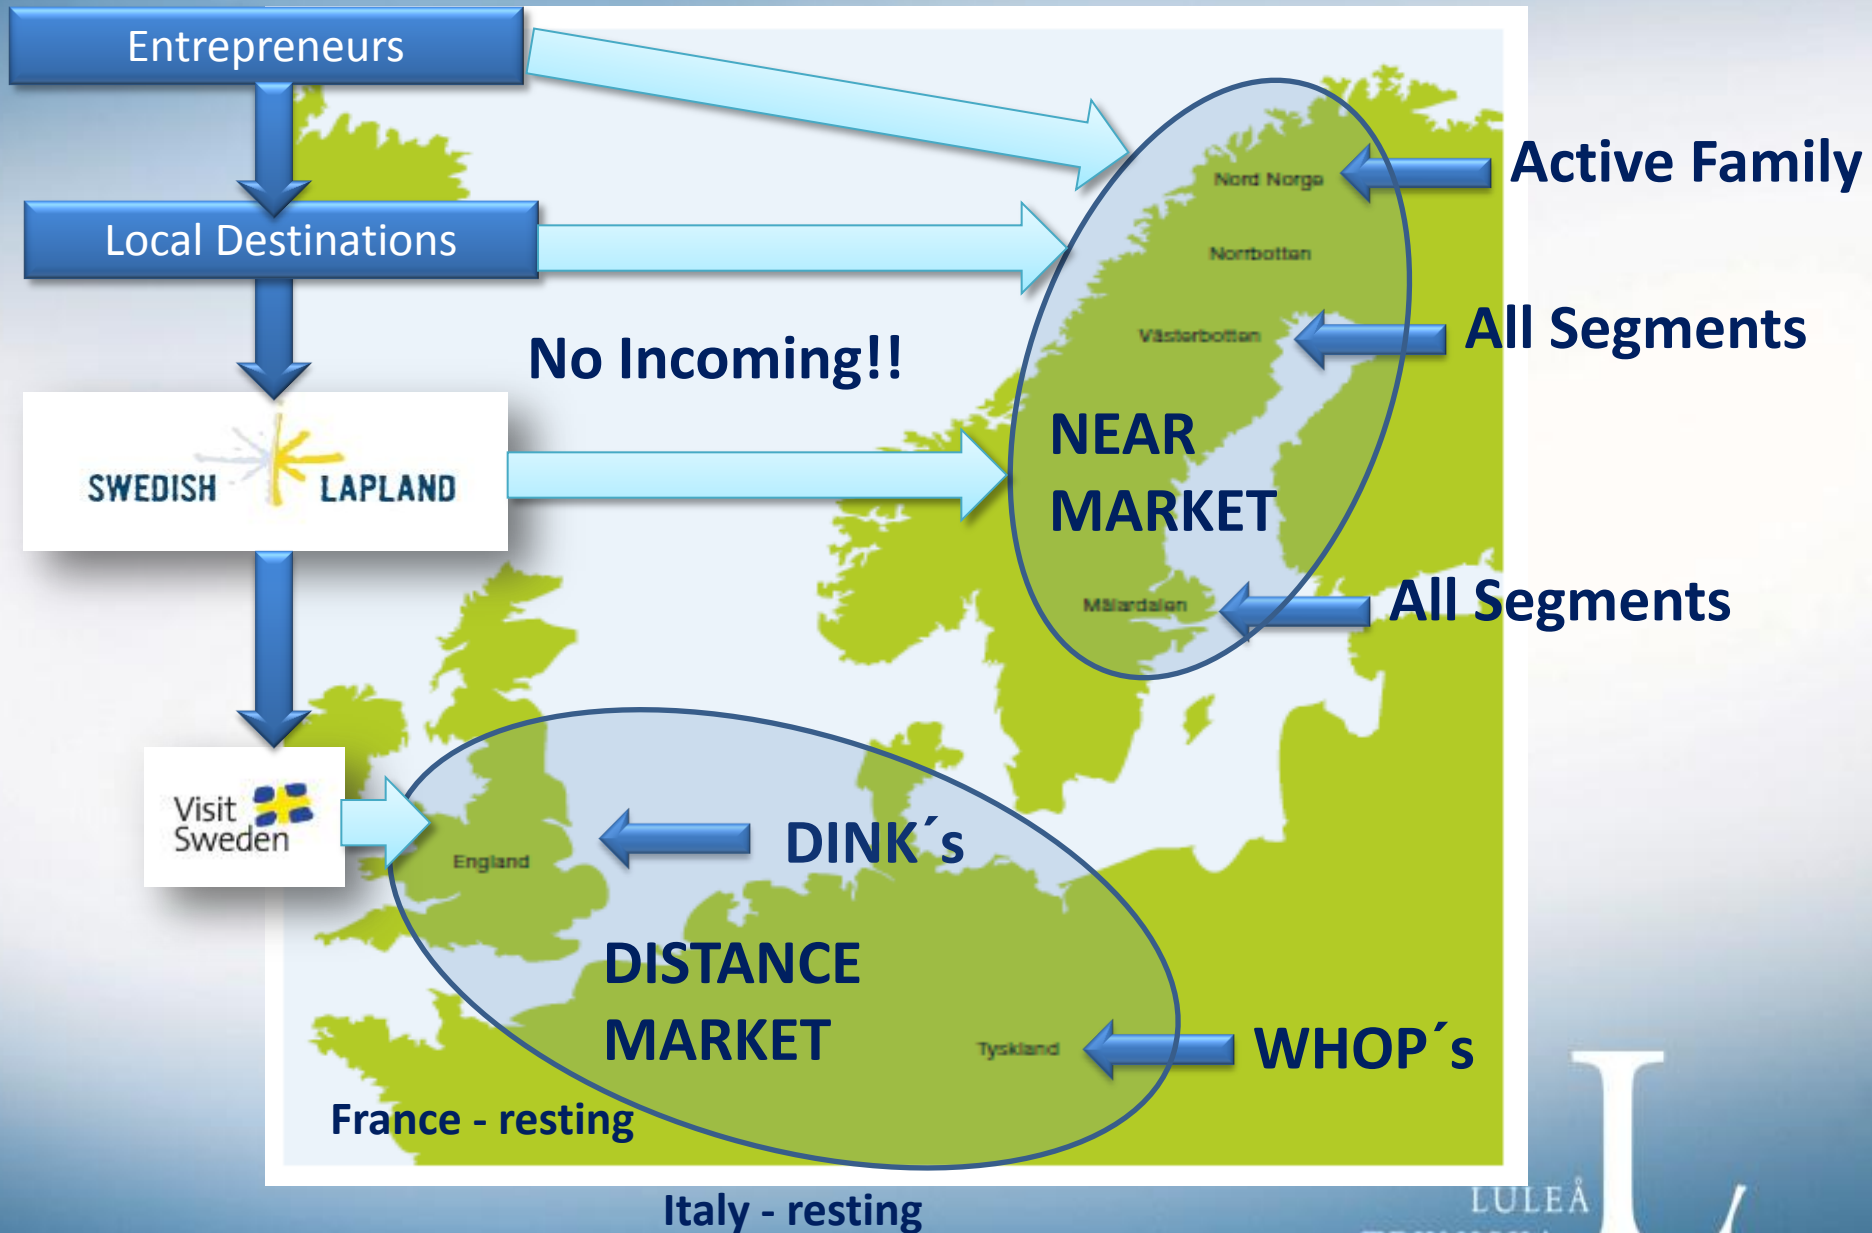 Entrepreneurs
Active Family
Nord Norge
Local Destinations
Norrbotten
All Segments
Västerbotten
No Incoming!!
NEAR
MARKET
SWEDISH LAPLAND
All Segments
Mälardalen
Visit
Sweden
DINK´s
England
DISTANCE
MARKET
WHOP´s
Tyskland
France - resting
Italy - resting
LULEÅ